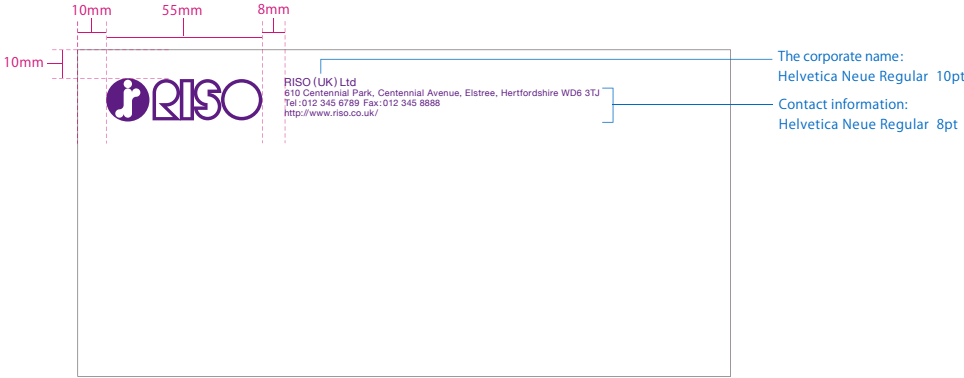 10mm 55mm 8mm
10mm
RISO
RISO (UK) Ltd
610 Centennial Park, Centennial Avenue, Elstree, Hertfordshire WD6 3TJ
Tel:012 345 6789 Fax:012 345 8888
http://www.riso.co.uk/
The corporate name:
Helvetica Neue Regular 10pt
Contact information:
Helvetica Neue Regular 8pt